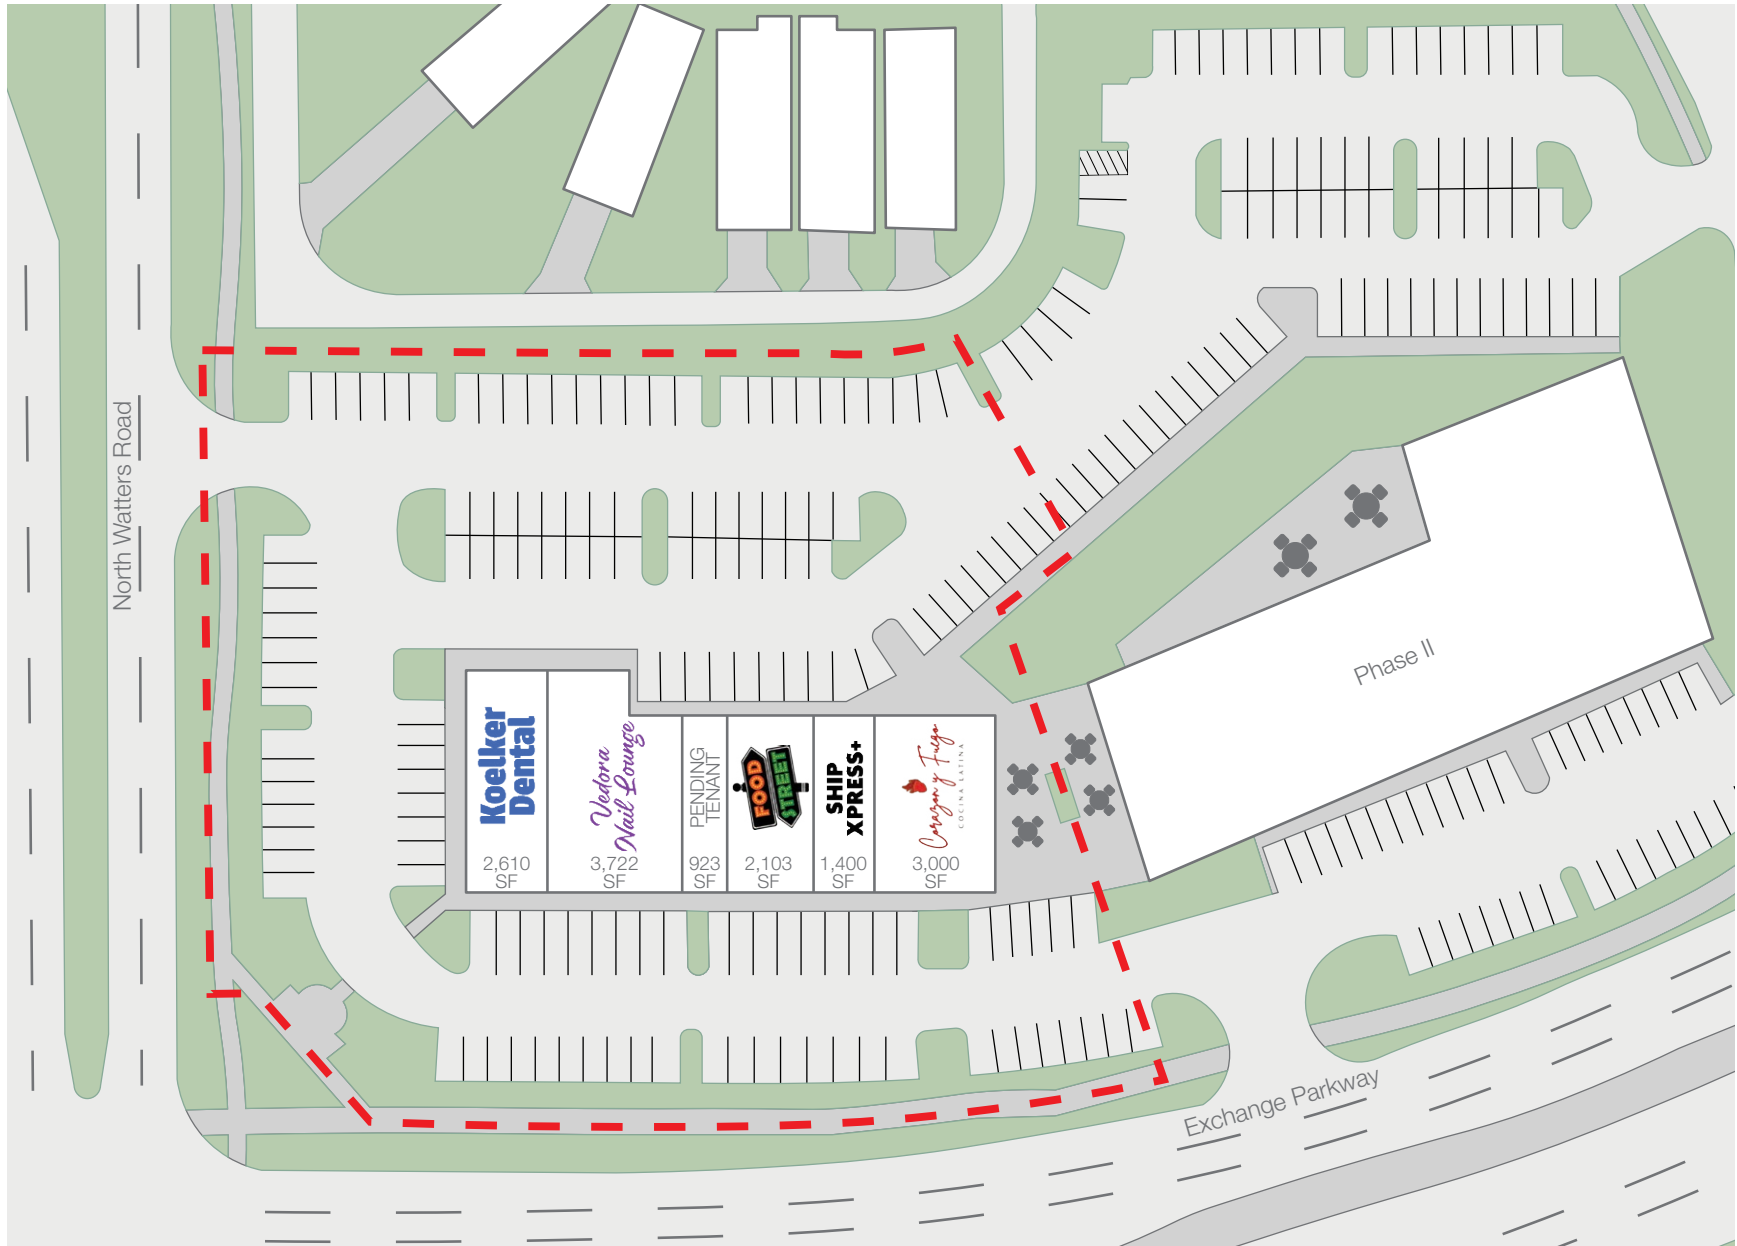 North Watters Road
Koelker
Dental
2,610
SF
Vedora
Nail Lounge
3,722
SF
PENDING
TENANT
923
SF
FOOD
STREET
2,103
SF
SHIP
XPRESS+
1,400
SF
Corazon y Fuego
COCINA LATINA
3,000
SF
Phase II
Exchange Parkway